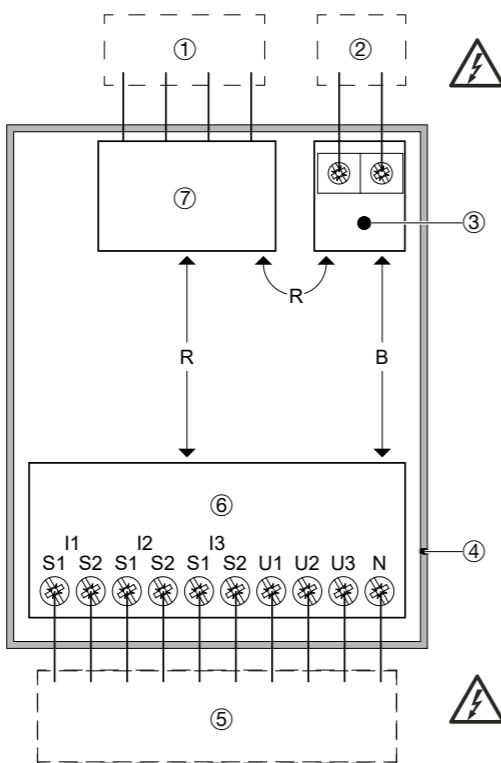 ① ②
⑦
③
R
R B
⑥
I1 I2 I3
S1 S2 S1 S2 S1 S2 U1 U2 U3 N
④
⑤